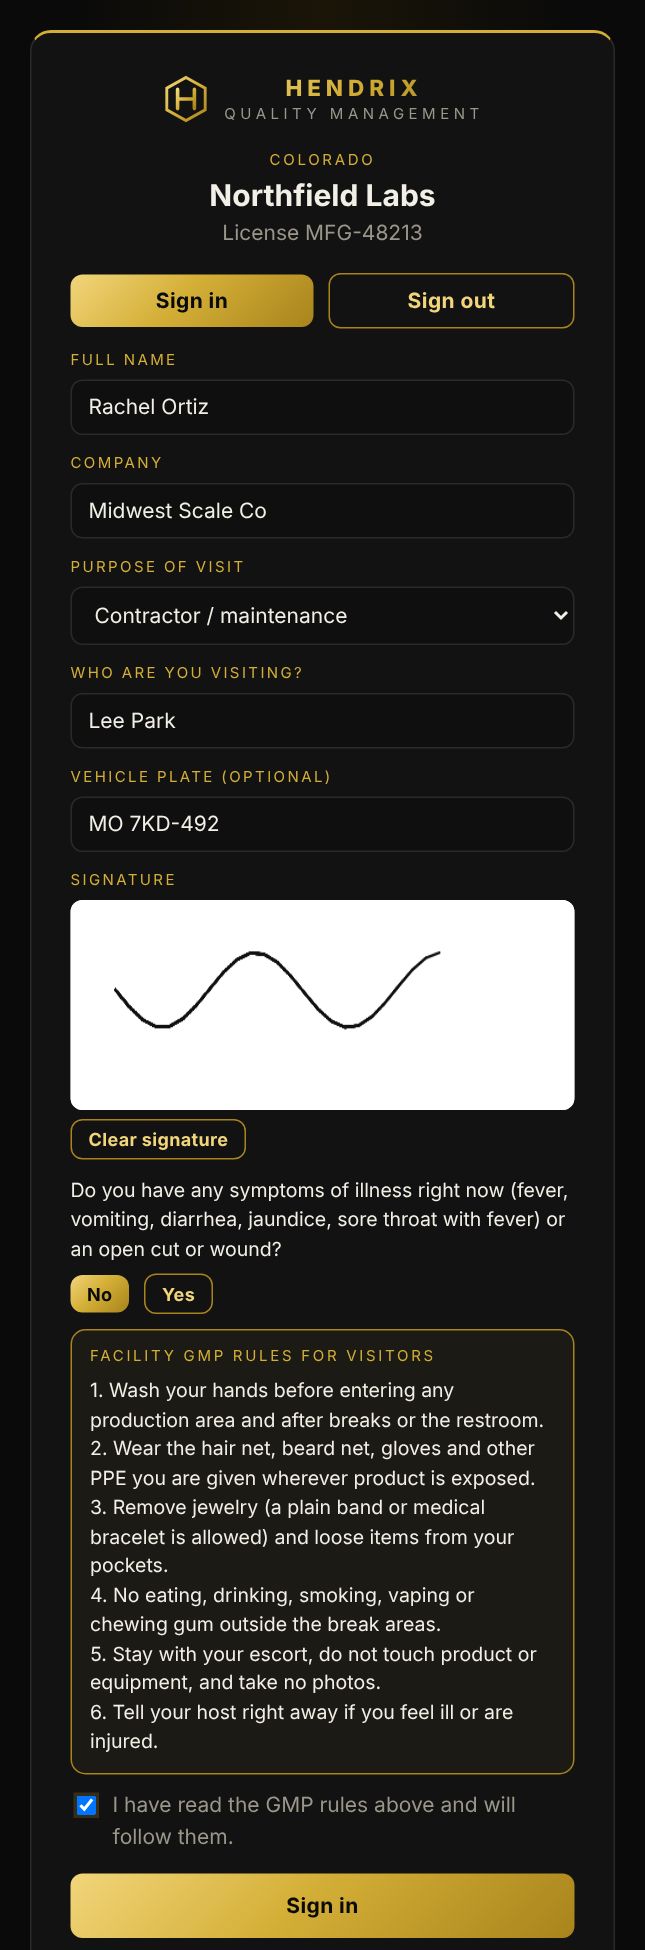 HENDRIX
QUALITY MANAGEMENT
COLORADO
Northfield Labs
License MFG-48213
Sign in
Sign out
FULL NAME
Rachel Ortiz
COMPANY
Midwest Scale Co
PURPOSE OF VISIT
Contractor / maintenance
WHO ARE YOU VISITING?
Lee Park
VEHICLE PLATE (OPTIONAL)
MO 7KD-492
SIGNATURE
Clear signature
Do you have any symptoms of illness right now (fever,
vomiting, diarrhea, jaundice, sore throat with fever) or
an open cut or wound?
No
Yes
FACILITY GMP RULES FOR VISITORS
1. Wash your hands before entering any
production area and after breaks or the restroom.
2. Wear the hair net, beard net, gloves and other
PPE you are given wherever product is exposed.
3. Remove jewelry (a plain band or medical
bracelet is allowed) and loose items from your
pockets.
4. No eating, drinking, smoking, vaping or
chewing gum outside the break areas.
5. Stay with your escort, do not touch product or
equipment, and take no photos.
6. Tell your host right away if you feel ill or are
injured.
I have read the GMP rules above and will
follow them.
Sign in